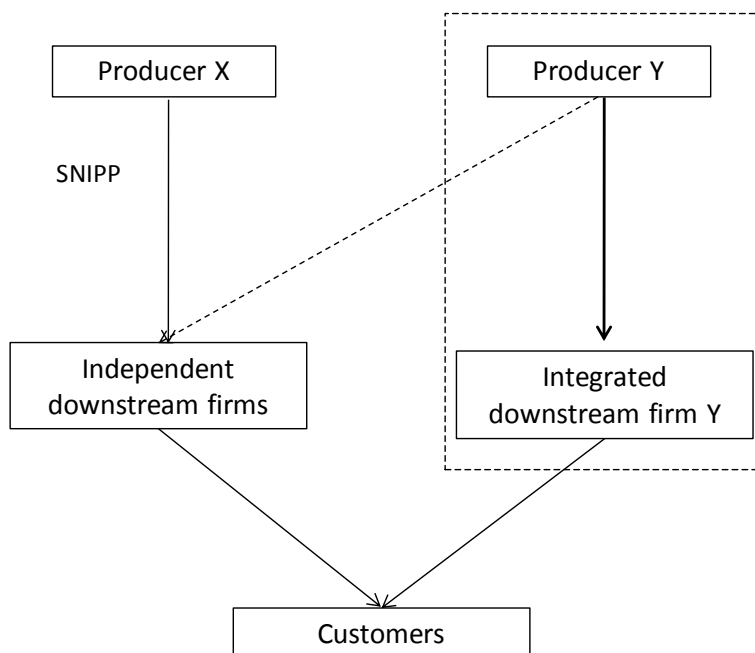 Producer X
Producer Y
SNIPP
Independent
downstream firms
Integrated
downstream firm Y
Customers